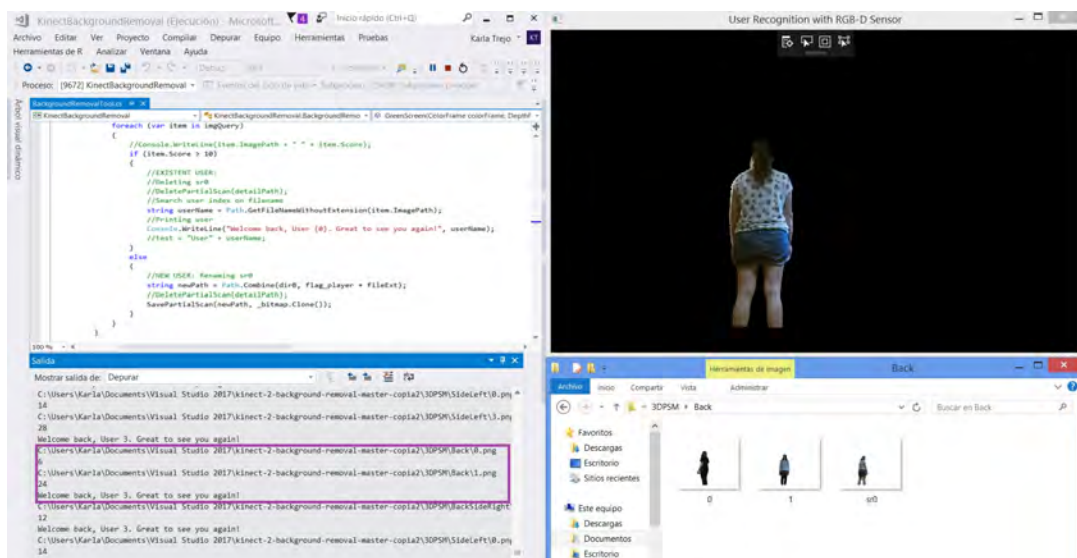 KinectBackgroundRemoval (Ejecución) - Microsoft...
4
Inicio rápido (Ctrl+Q)
Archivo Editar Ver Proyecto Compilar Depurar Equipo Herramientas Pruebas
Karla Trejo
KT
Herramientas de R Analizar Ventana Ayuda
Proceso: [9672] KinectBackgroundRemoval
Árbol visual dinámico
BackgroundRemovalTool.cs
KinectBackgroundRemoval
KinectBackgroundRemoval.BackgroundRemo
GreenScreen(ColorFrame colorFrame, DepthF
foreach (var item in imgQuery)
{
//Console.WriteLine(item.ImagePath + " " + item.Score);
if (item.Score > 10)
{
//EXISTENT USER:
//Deleting sr0
//DeletePartialScan(detailPath);
//Search user index on filename
string userName = Path.GetFileNameWithoutExtension(item.ImagePath);
//Printing user
Console.WriteLine("Welcome back, User {0}. Great to see you again!", userName);
//test = "User" + userName;
}
else
{
//NEW USER: Renaming sr0
string newPath = Path.Combine(dir0, flag_player + fileExt);
//DeletePartialScan(detailPath);
SavePartialScan(newPath, _bitmap.Clone());
}
}
}
100 %
Salida
Mostrar salida de: Depurar
C:\Users\Karla\Documents\Visual Studio 2017\kinect-2-background-removal-master-copia2\3DPSM\SideLeft\0.png
14
C:\Users\Karla\Documents\Visual Studio 2017\kinect-2-background-removal-master-copia2\3DPSM\SideLeft\3.png
28
Welcome back, User 3. Great to see you again!
C:\Users\Karla\Documents\Visual Studio 2017\kinect-2-background-removal-master-copia2\3DPSM\Back\0.png
6
C:\Users\Karla\Documents\Visual Studio 2017\kinect-2-background-removal-master-copia2\3DPSM\Back\1.png
24
Welcome back, User 3. Great to see you again!
C:\Users\Karla\Documents\Visual Studio 2017\kinect-2-background-removal-master-copia2\3DPSM\BackSideRight
12
Welcome back, User 3. Great to see you again!
C:\Users\Karla\Documents\Visual Studio 2017\kinect-2-background-removal-master-copia2\3DPSM\SideLeft\0.pn
14
User Recognition with RGB-D Sensor
Herramientas de imagen
Back
Archivo Inicio Compartir Vista Administrar
3DPSM Back
Buscar en Back
Favoritos
Descargas
Escritorio
Sitios recientes
Este equipo
Descargas
Documentos
Escritorio
0
1
sr0